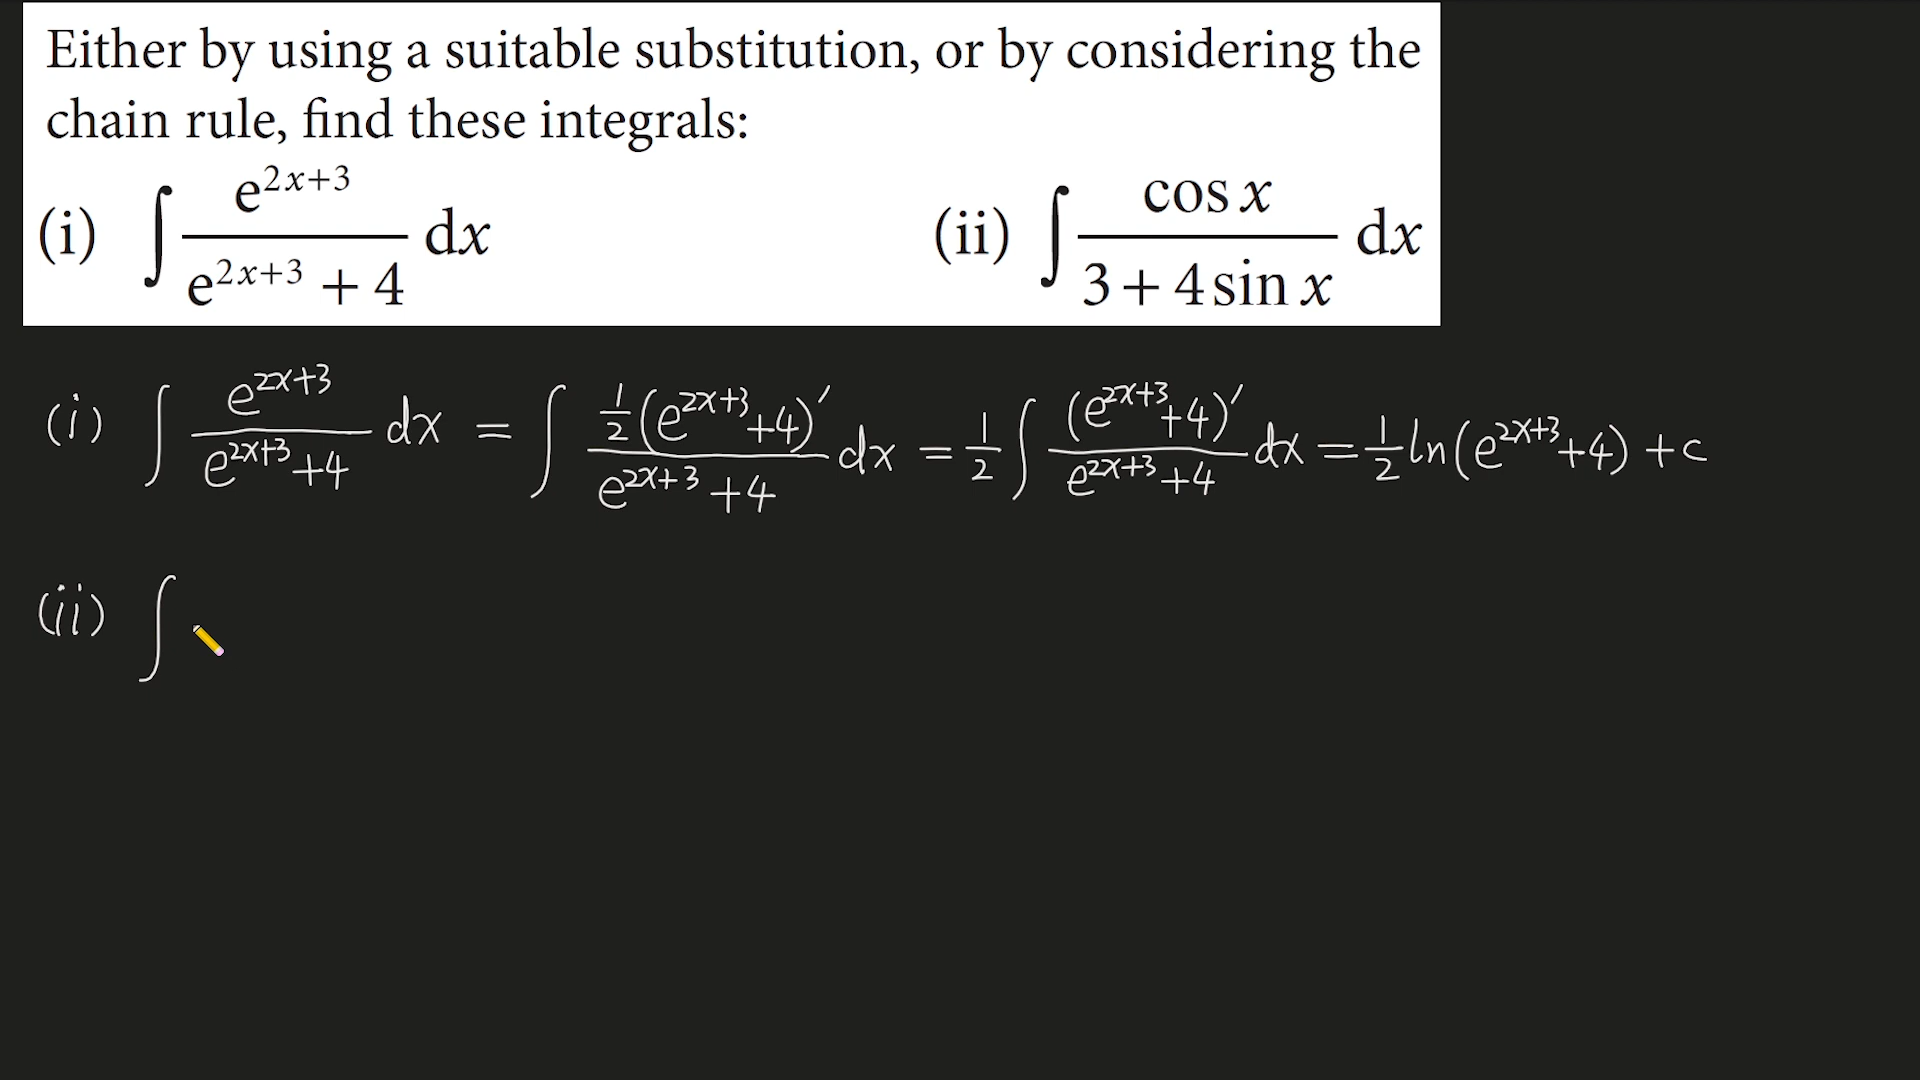 Either by using a suitable substitution, or by considering the
chain rule, find these integrals:
(i) ∫ e^{2x+3} / (e^{2x+3} + 4) dx (ii) ∫ cos x / (3 + 4 sin x) dx
(i) ∫ e^{2x+3} / (e^{2x+3} +4) dx = ∫ ½(e^{2x+3}+4)′ / (e^{2x+3} +4) dx = ½ ∫ (e^{2x+3}+4)′ / (e^{2x+3} +4) dx = ½ ln(e^{2x+3}+4) + c
(ii) ∫